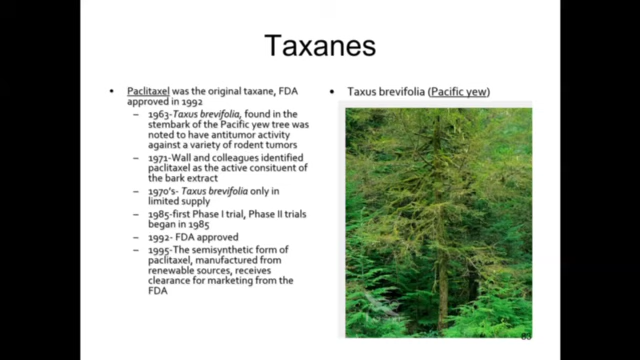 Taxanes
• Paclitaxel was the original taxane, FDA
approved in 1992
– 1963-Taxus brevifolia, found in the
stembark of the Pacific yew tree was
noted to have antitumor activity
against a variety of rodent tumors
– 1971-Wall and colleagues identified
paclitaxel as the active consituent of
the bark extract
– 1970's- Taxus brevifolia only in
limited supply
– 1985-first Phase I trial, Phase II trials
began in 1985
– 1992- FDA approved
– 1995-The semisynthetic form of
paclitaxel, manufactured from
renewable sources, receives
clearance for marketing from the
FDA
• Taxus brevifolia (Pacific yew)
63